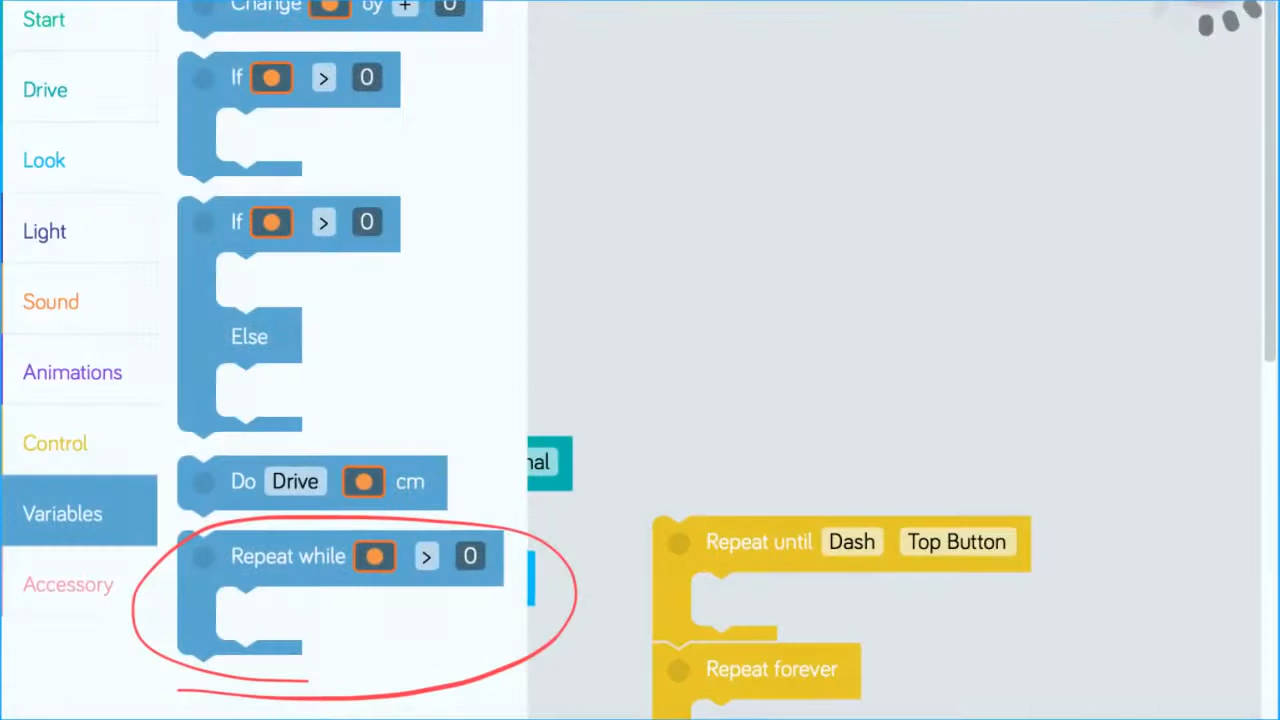 Start
Drive
Look
Light
Sound
Animations
Control
Variables
Accessory
Change by + 0
If > 0
If > 0
Else
Do Drive cm
Repeat while > 0
nal
Repeat until Dash Top Button
Repeat forever